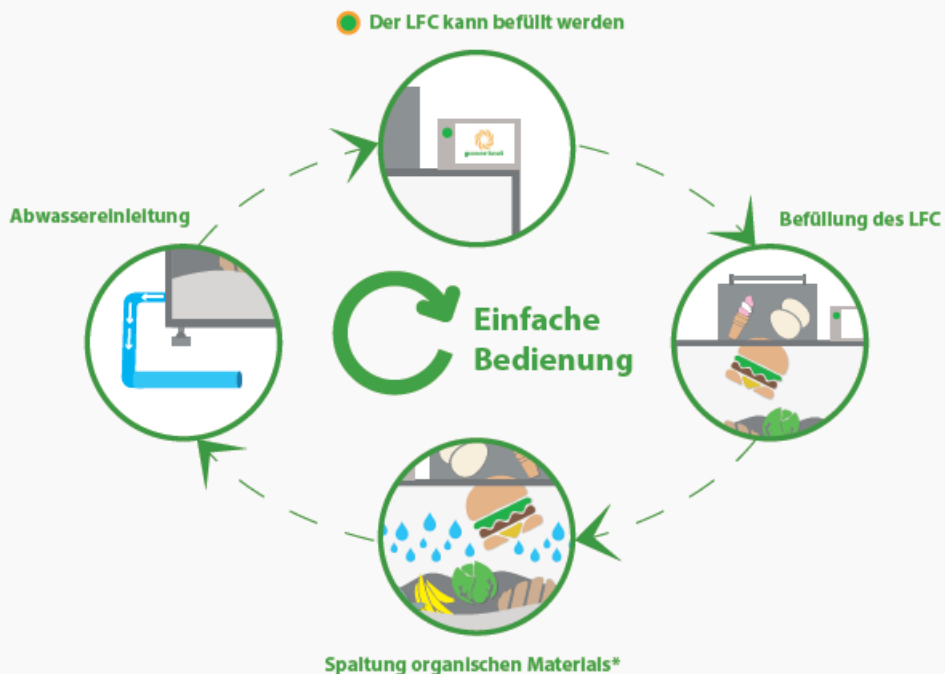 Der LFC kann befüllt werden
Abwassereinleitung
Befüllung des LFC
Einfache
Bedienung
Spaltung organischen Materials*